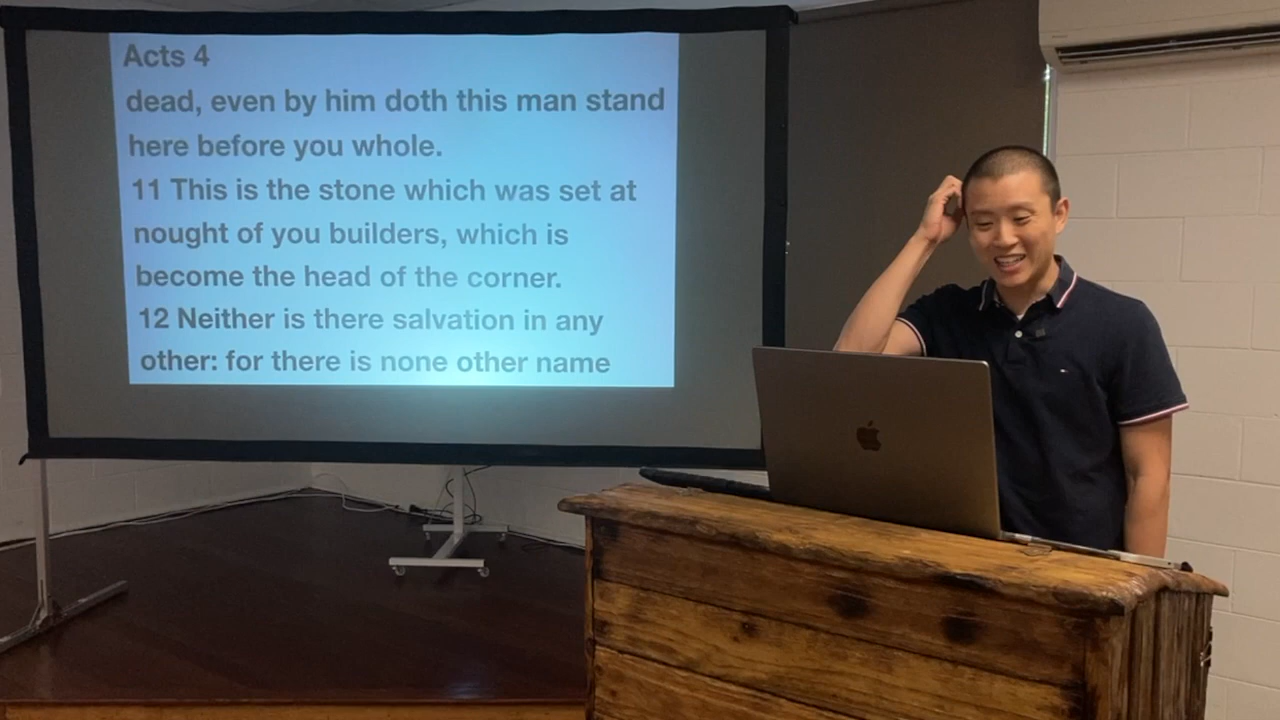 Acts 4
dead, even by him doth this man stand
here before you whole.
11 This is the stone which was set at
nought of you builders, which is
become the head of the corner.
12 Neither is there salvation in any
other: for there is none other name